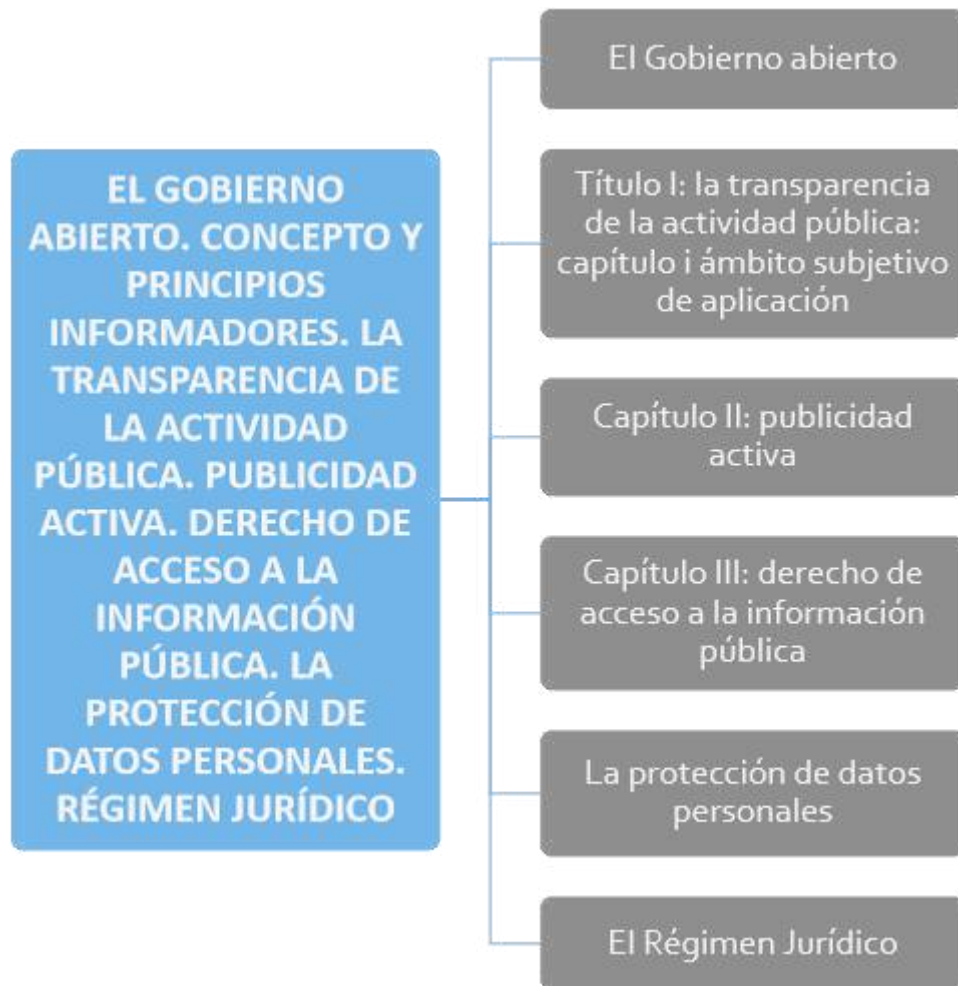 EL GOBIERNO
ABIERTO. CONCEPTO Y
PRINCIPIOS
INFORMADORES. LA
TRANSPARENCIA DE
LA ACTIVIDAD
PÚBLICA. PUBLICIDAD
ACTIVA. DERECHO DE
ACCESO A LA
INFORMACIÓN
PÚBLICA. LA
PROTECCIÓN DE
DATOS PERSONALES.
RÉGIMEN JURÍDICO
El Gobierno abierto
Título I: la transparencia
de la actividad pública:
capítulo i ámbito subjetivo
de aplicación
Capítulo II: publicidad
activa
Capítulo III: derecho de
acceso a la información
pública
La protección de datos
personales
El Régimen Jurídico